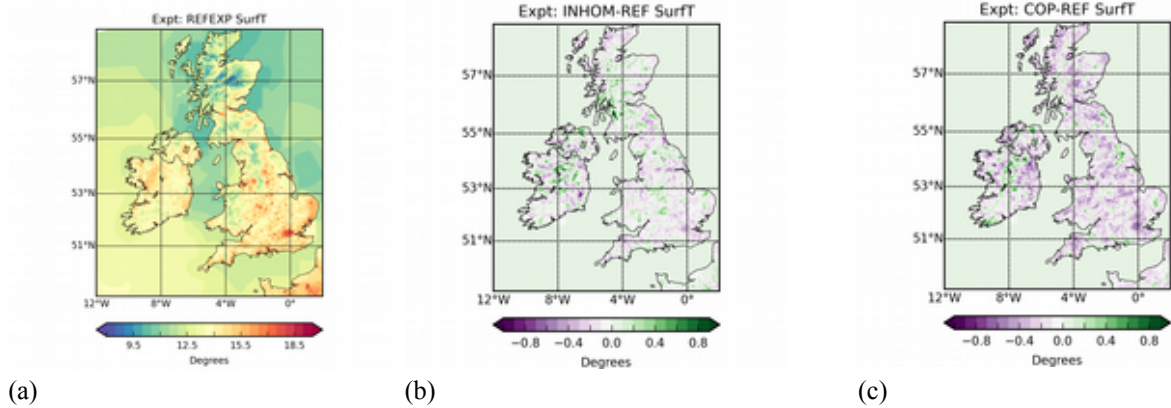 Expt: REFEXP SurfT
57°N
55°N
53°N
51°N
12°W 8°W 4°W 0°
9.5 12.5 15.5 18.5
Degrees
(a)
Expt: INHOM-REF SurfT
57°N
55°N
53°N
51°N
12°W 8°W 4°W 0°
−0.8 −0.4 0.0 0.4 0.8
Degrees
(b)
Expt: COP-REF SurfT
57°N
55°N
53°N
51°N
12°W 8°W 4°W 0°
−0.8 −0.4 0.0 0.4 0.8
Degrees
(c)